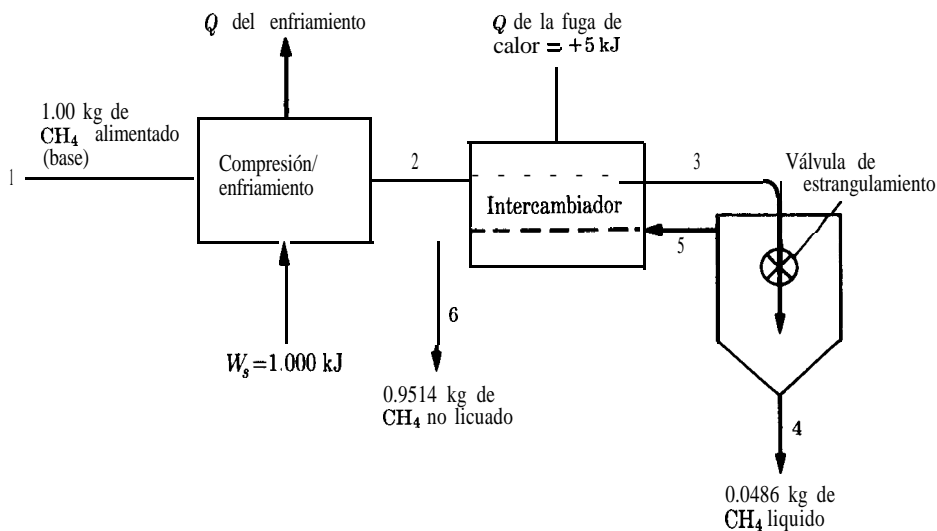 Q del enfriamiento
Q de la fuga de
calor = +5 kJ
1.00 kg de
CH₄ alimentado
(base)
1
Compresión/
enfriamiento
2
Intercambiador
3
Válvula de
estrangulamiento
5
6
Wₛ=1.000 kJ
0.9514 kg de
CH₄ no licuado
4
0.0486 kg de
CH₄ liquido